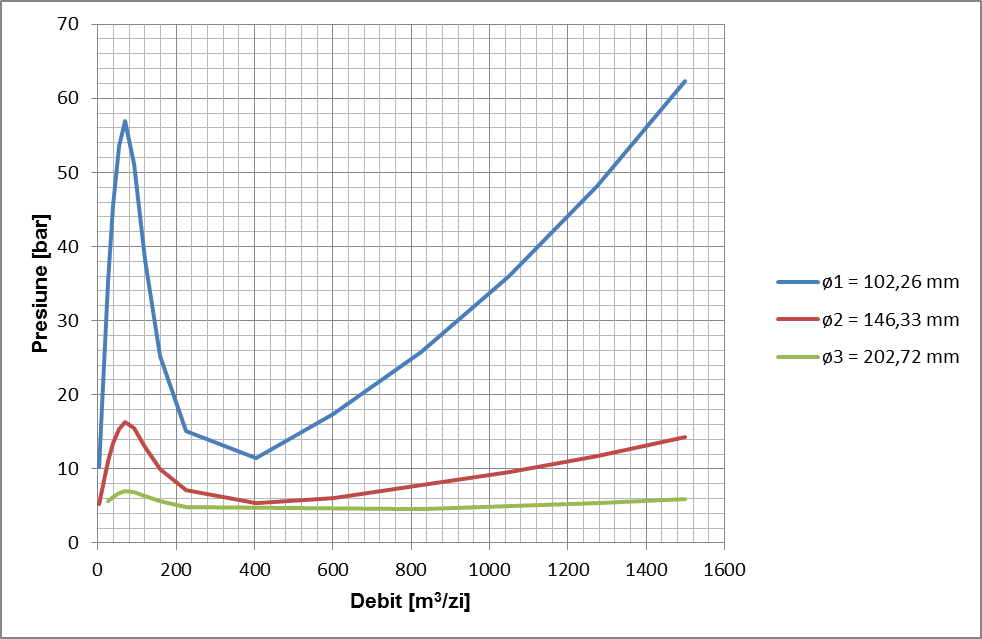 70
60
50
40
30
20
10
0
Presiune [bar]
0 200 400 600 800 1000 1200 1400 1600
Debit [m³/zi]
ø1 = 102,26 mm
ø2 = 146,33 mm
ø3 = 202,72 mm